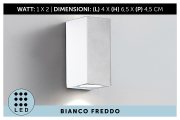 WATT: 1 X 2 | DIMENSIONI: (L) 4 X (H) 6,5 X (P) 4,5 CM
LED
BIANCO FREDDO